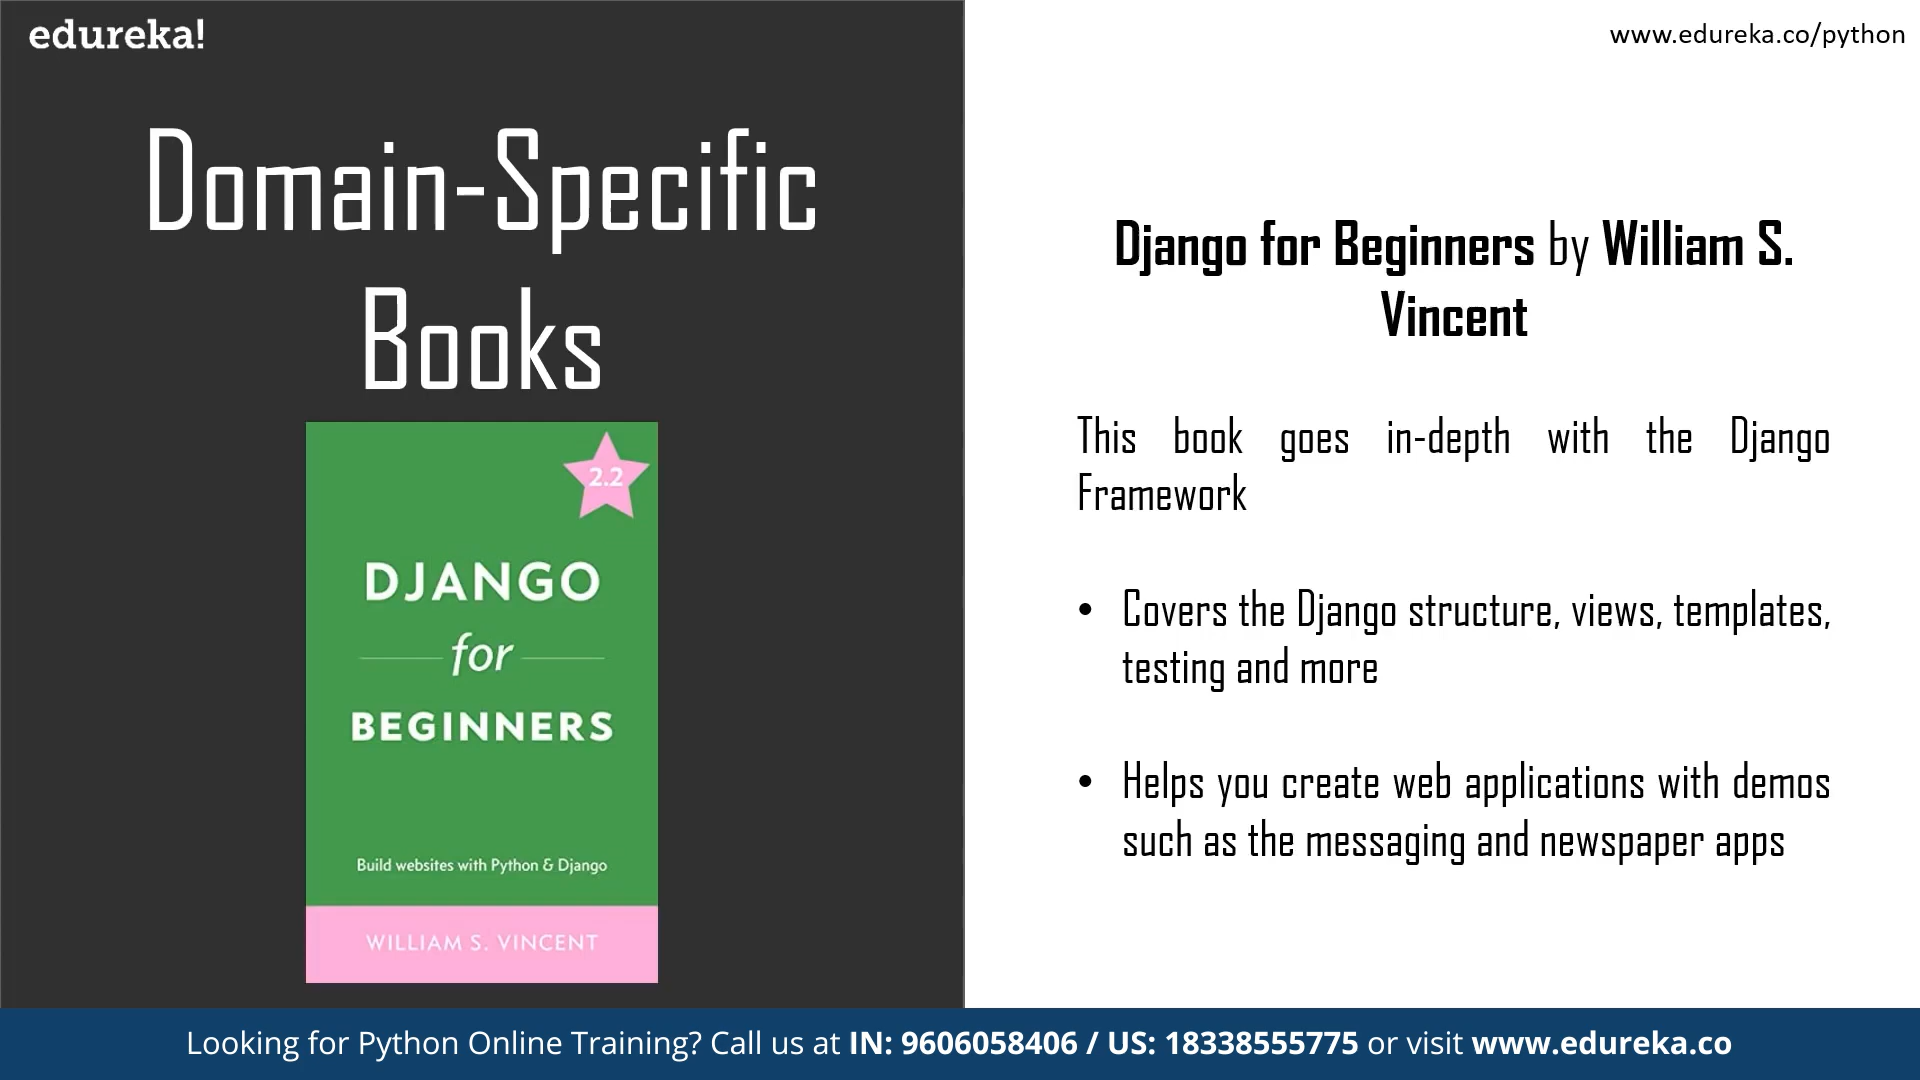 edureka!
www.edureka.co/python
Domain-Specific
Books
2.2
DJANGO
for
BEGINNERS
Build websites with Python & Django
WILLIAM S. VINCENT
Django for Beginners by William S.
Vincent
This book goes in-depth with the Django
Framework
• Covers the Django structure, views, templates,
testing and more
• Helps you create web applications with demos
such as the messaging and newspaper apps
Looking for Python Online Training? Call us at IN: 9606058406 / US: 18338555775 or visit www.edureka.co